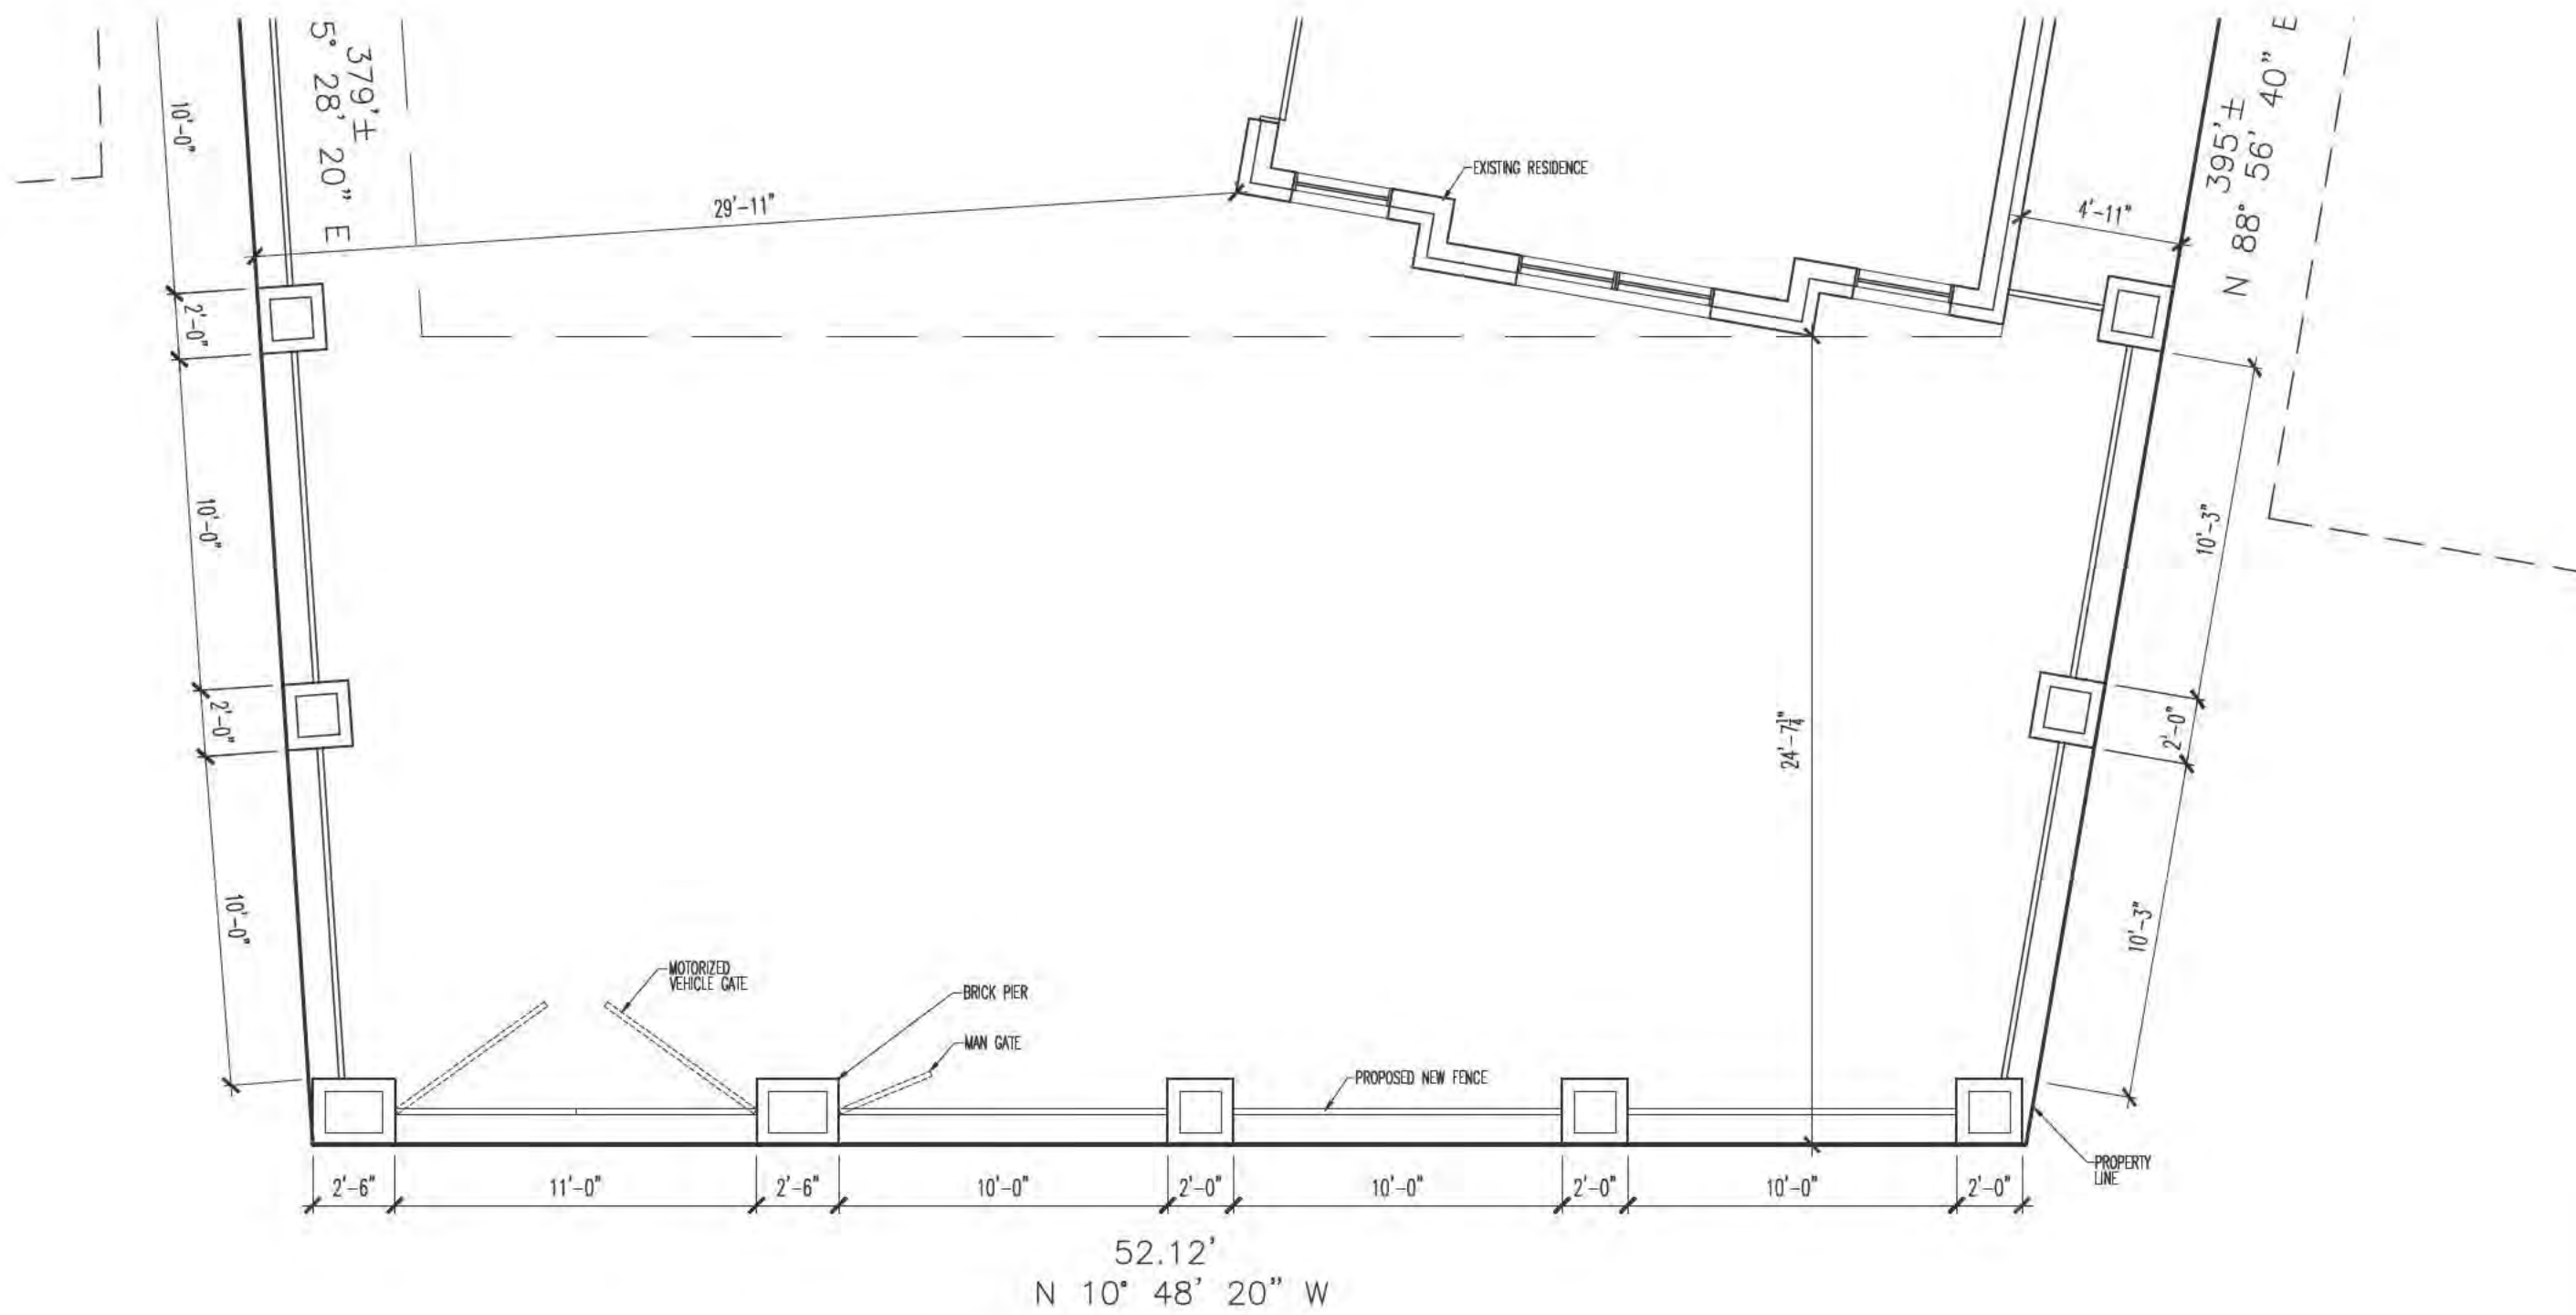 379'±
5° 28' 20" E
395'±
N 88° 56' 40" E
10'-0"
2'-0"
10'-0"
2'-0"
10'-0"
29'-11"
EXISTING RESIDENCE
4'-11"
10'-3"
2'-0"
10'-3"
24'-7¼"
MOTORIZED
VEHICLE GATE
BRICK PIER
MAN GATE
PROPOSED NEW FENCE
PROPERTY
LINE
2'-6"
11'-0"
2'-6"
10'-0"
2'-0"
10'-0"
2'-0"
10'-0"
2'-0"
52.12'
N 10° 48' 20" W